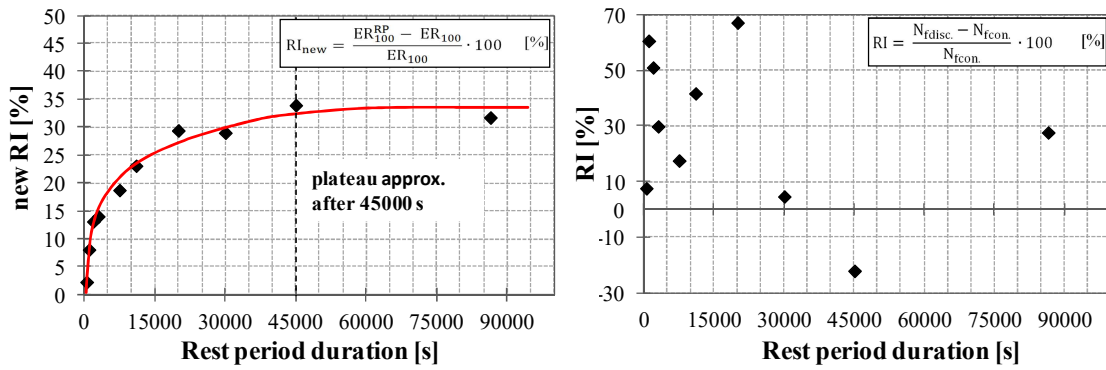 50
45
40
35
30
25
20
15
10
5
0
new RI [%]
RI_new = (ER_100^RP − ER_100) / ER_100 · 100 [%]
plateau approx.
after 45000 s
0 15000 30000 45000 60000 75000 90000
Rest period duration [s]
70
50
30
10
0
-10
-30
RI [%]
RI = (N_fdisc. − N_fcon.) / N_fcon. · 100 [%]
0 15000 30000 45000 60000 75000 90000
Rest period duration [s]